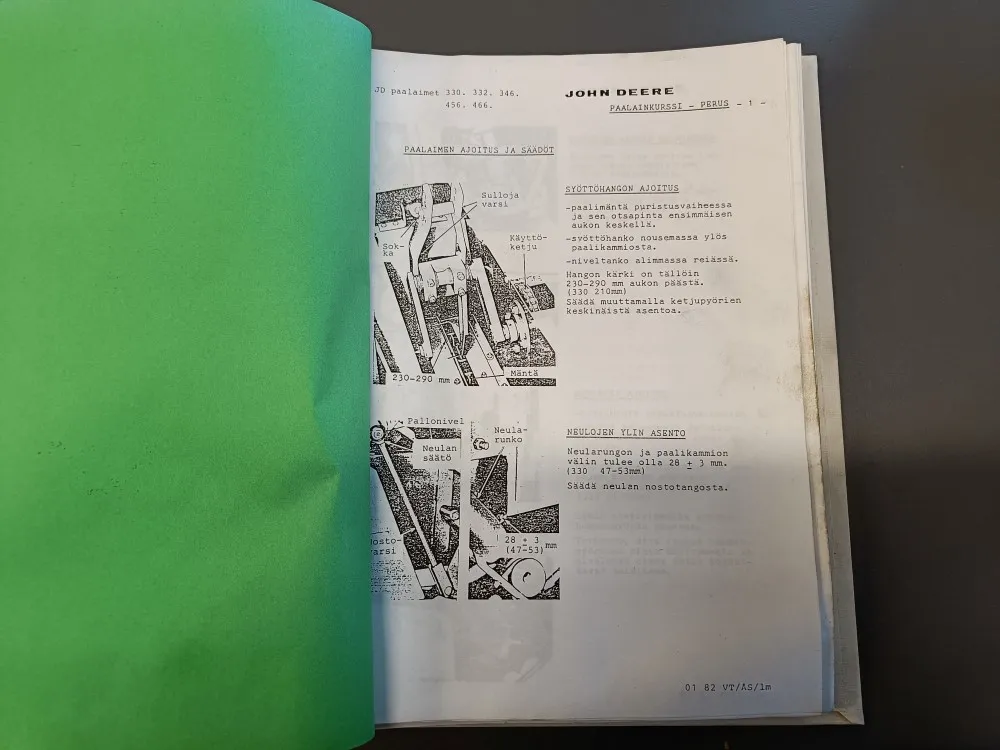 JD paalaimet 330. 332. 346.
456. 466.
JOHN DEERE
PAALAINKURSSI - PERUS - 1 -
PAALAIMEN AJOITUS JA SÄÄDÖT
Sulloja
varsi
Sok-
ka
Käyttö-
ketju
230-290 mm
Mäntä
SYÖTTÖHANGON AJOITUS
-paalimäntä puristusvaiheessa
ja sen otsapinta ensimmäisen
aukon keskellä.
-syöttöhanko nousemassa ylös
paalikammiosta.
-niveltanko alimmassa reiässä.
Hangon kärki on tällöin
230-290 mm aukon päästä.
(330 210mm)
Säädä muuttamalla ketjupyörien
keskinäistä asentoa.
Pallonivel
Neulan
säätö
Neula-
runko
Nosto-
varsi
28 ± 3
(47-53) mm
NEULOJEN YLIN ASENTO
Neularungon ja paalikammion
välin tulee olla 28 ± 3 mm.
(330 47-53mm)
Säädä neulan nostotangosta.
01 82 VT/ÄS/lm